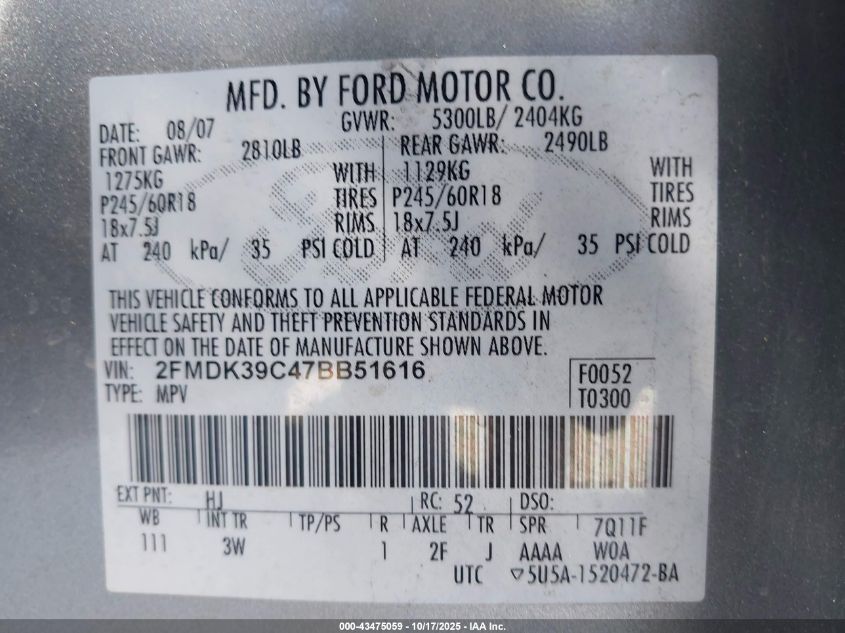 MFD. BY FORD MOTOR CO.
DATE: 08/07 GVWR: 5300LB/ 2404KG
FRONT GAWR: 2810LB REAR GAWR: 2490LB
1275KG WITH 1129KG WITH
P245/60R18 TIRES P245/60R18 TIRES
18x7.5J RIMS 18x7.5J RIMS
AT 240 kPa/ 35 PSI COLD AT 240 kPa/ 35 PSI COLD
THIS VEHICLE CONFORMS TO ALL APPLICABLE FEDERAL MOTOR
VEHICLE SAFETY AND THEFT PREVENTION STANDARDS IN
EFFECT ON THE DATE OF MANUFACTURE SHOWN ABOVE.
VIN: 2FMDK39C47BB51616 F0052
TYPE: MPV T0300
EXT PNT: HJ RC: 52 DSO:
WB INT TR TP/PS R AXLE TR SPR 7Q11F
111 3W 1 2F J AAAA WOA
UTC ▽5U5A-1520472-BA
000-43475059 - 10/17/2025 - IAA Inc.